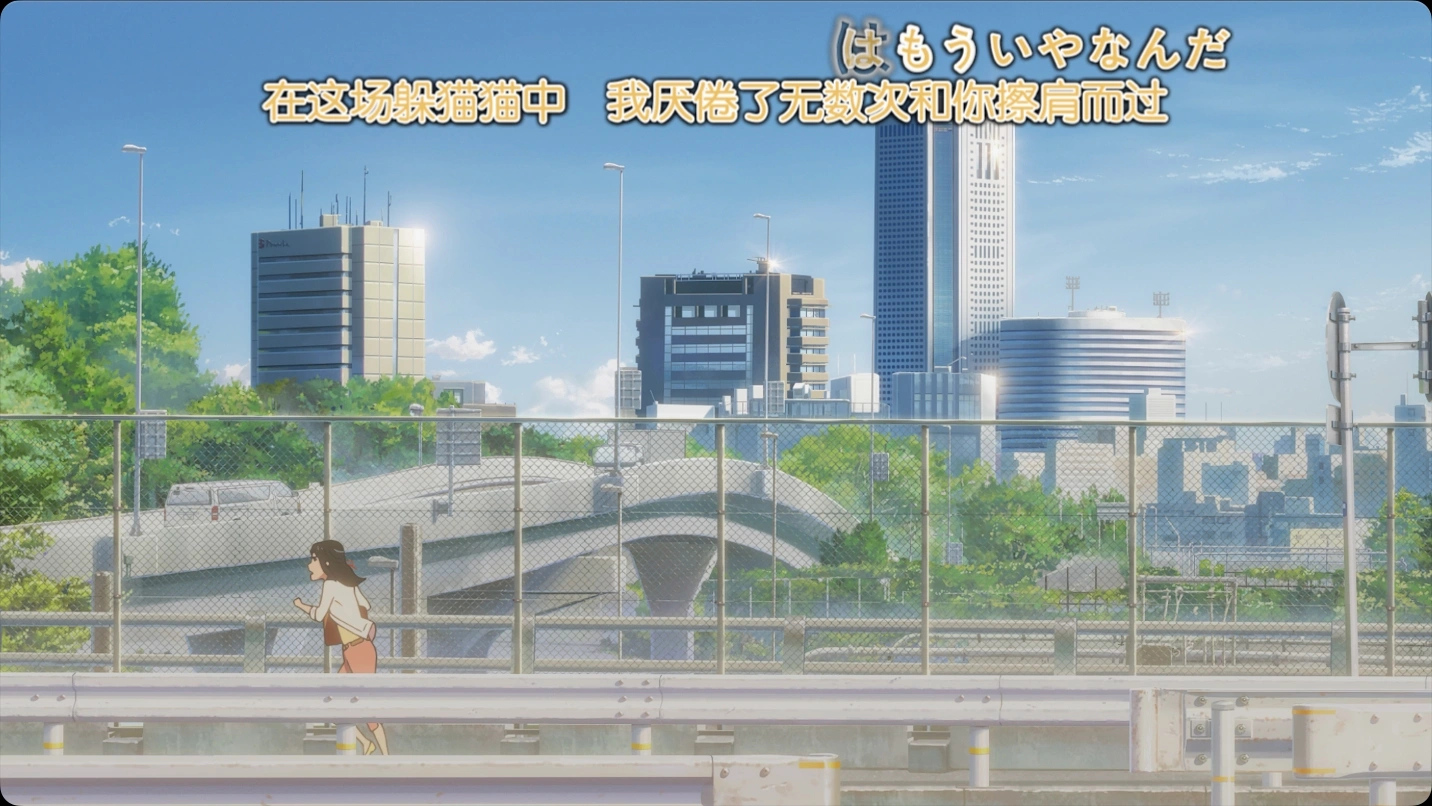 はもういやなんだ
在这场躲猫猫中　我厌倦了无数次和你擦肩而过